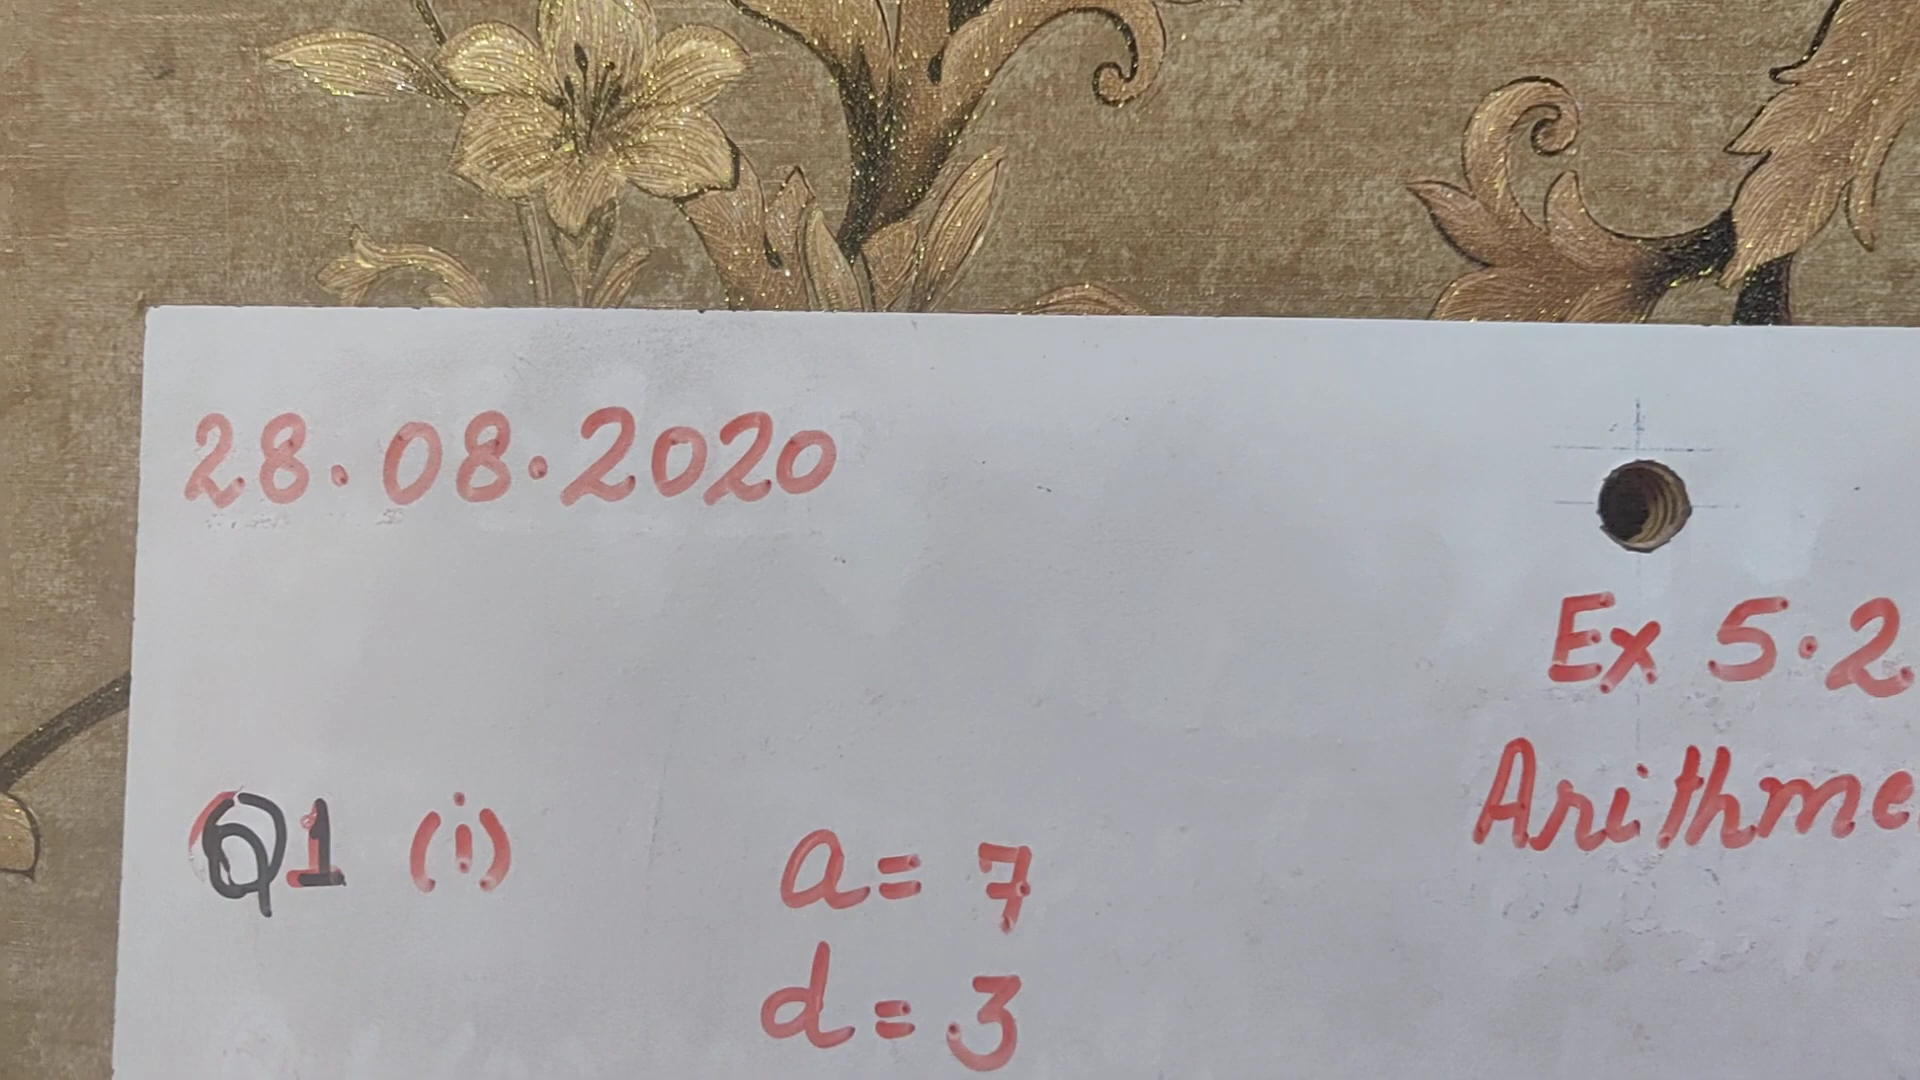 28.08.2020
Ex 5.2
Arithme
Q1 (i) a = 7
d = 3